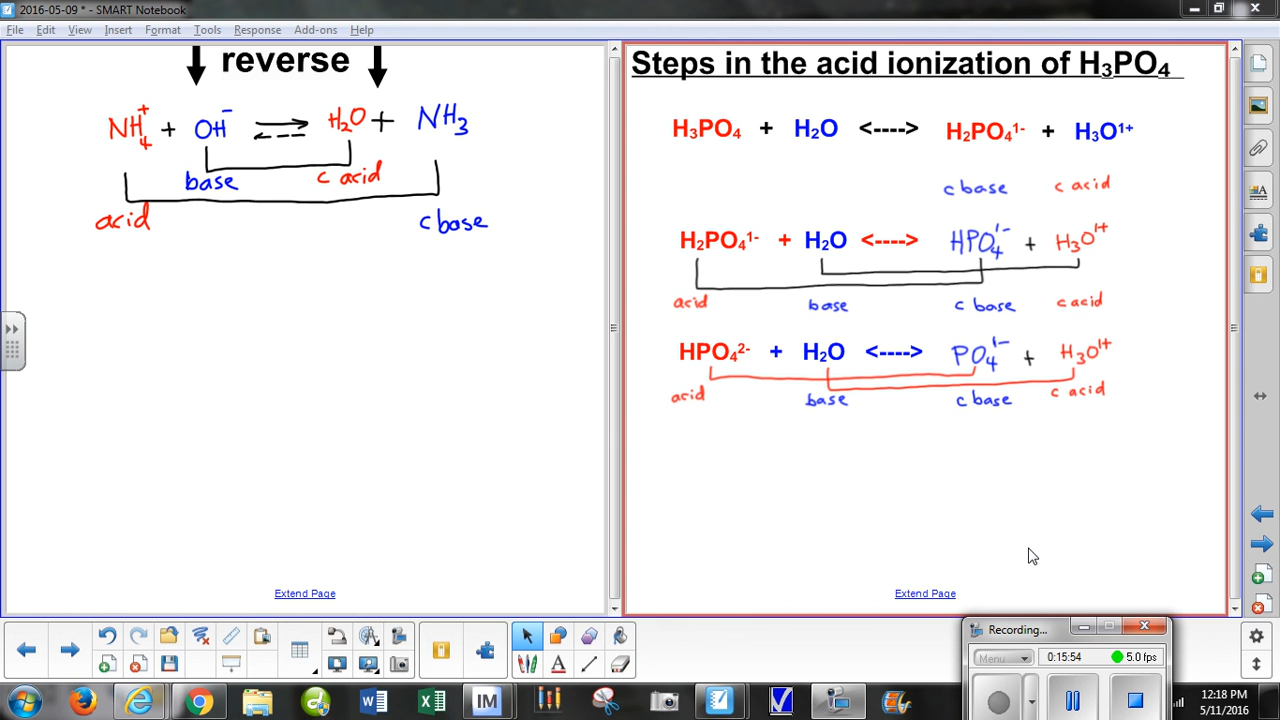 2016-05-09 * - SMART Notebook
File Edit View Insert Format Tools Response Add-ons Help
↓ reverse ↓
NH₄⁺ + OH⁻ ⇌ H₂O + NH₃
base c acid
acid c base
Extend Page
Steps in the acid ionization of H₃PO₄
H₃PO₄ + H₂O <----> H₂PO₄¹⁻ + H₃O¹⁺
c base c acid
H₂PO₄¹⁻ + H₂O <----> HPO₄¹⁻ + H₃O¹⁺
acid base c base c acid
HPO₄²⁻ + H₂O <----> PO₄¹⁻ + H₃O¹⁺
acid base c base c acid
Extend Page
Recording...
Menu 0:15:54 5.0 fps
IM
12:18 PM
5/11/2016